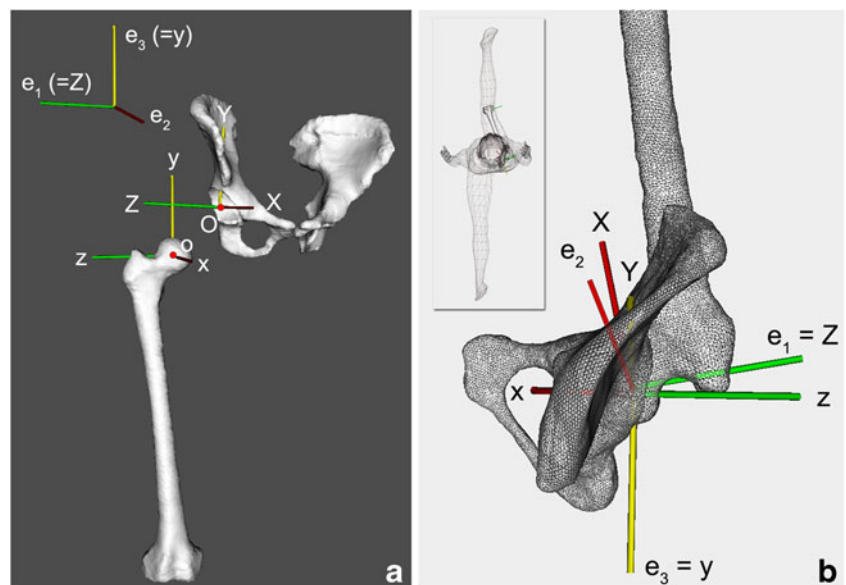 e₃ (=y)
e₁ (=Z)
e₂
Y
y
Z
X
O
o
z
x
a
X
e₂
Y
e₁ = Z
x
z
e₃ = y
b